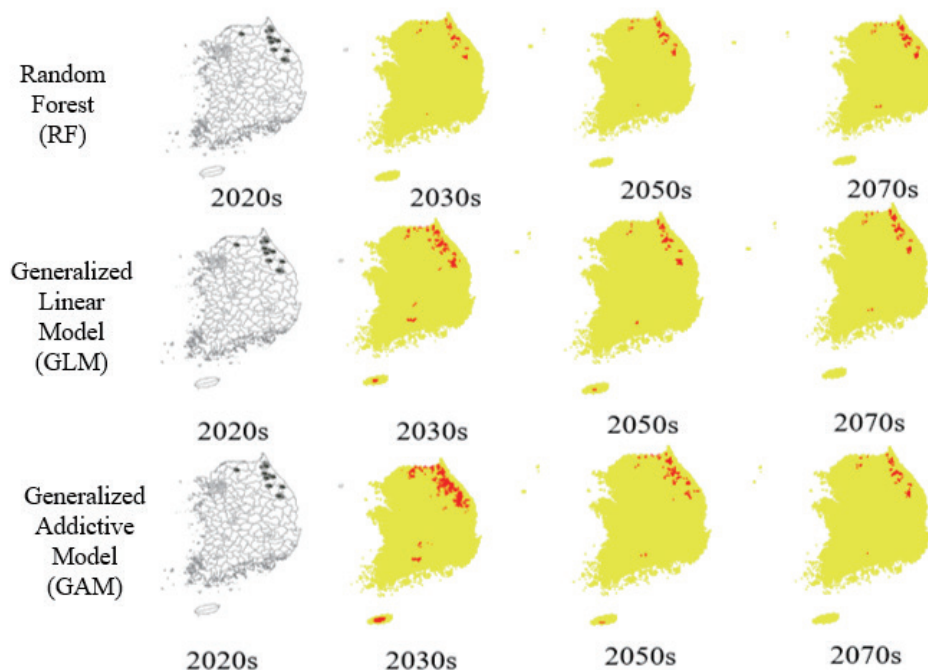 Random
Forest
(RF)
2020s
2030s
2050s
2070s
Generalized
Linear
Model
(GLM)
2020s
2030s
2050s
2070s
Generalized
Addictive
Model
(GAM)
2020s
2030s
2050s
2070s